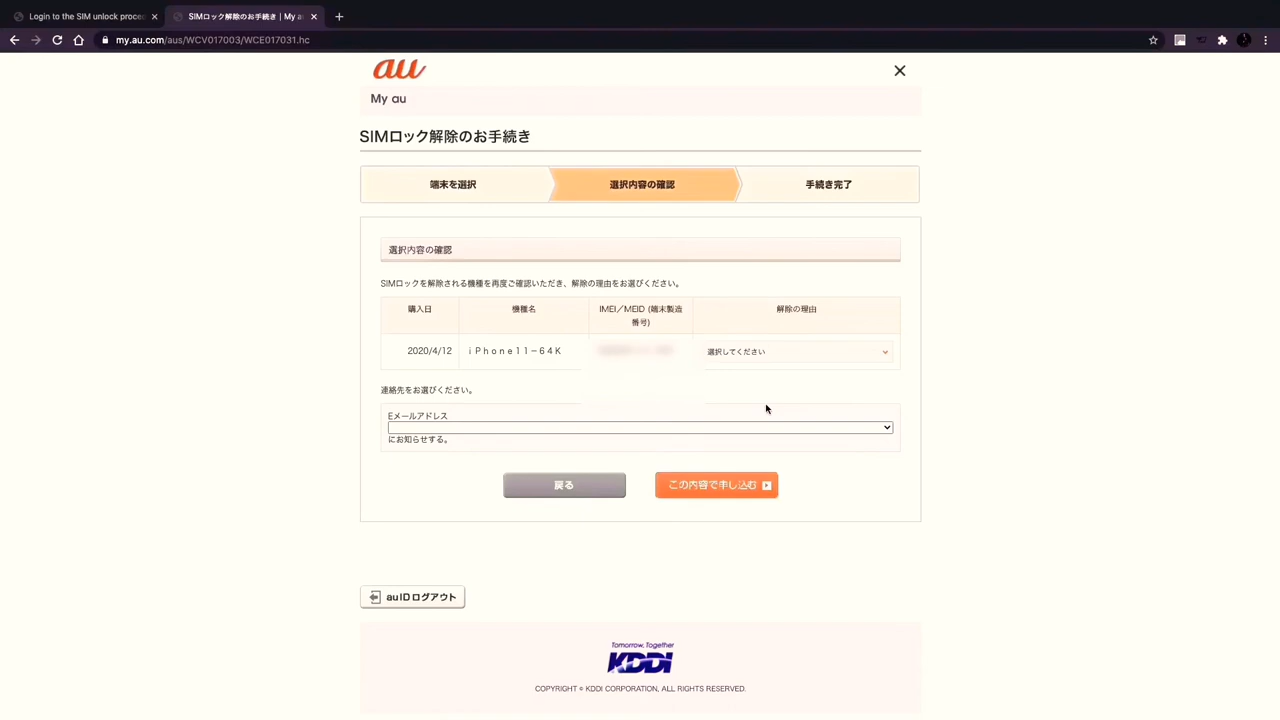 Login to the SIM unlock proce
SIMロック解除のお手続き | My a
my.au.com/aus/WCV017003/WCE017031.hc
au
My au
SIMロック解除のお手続き
端末を選択
選択内容の確認
手続き完了
選択内容の確認
SIMロックを解除される機種を再度ご確認いただき、解除の理由をお選びください。
購入日
機種名
IMEI／MEID (端末製造
番号)
解除の理由
2020/4/12
ｉＰｈｏｎｅ１１－６４Ｋ
選択してください
連絡先をお選びください。
Eメールアドレス
にお知らせする。
戻る
この内容で申し込む
au IDログアウト
Tomorrow, Together
KDDI
COPYRIGHT © KDDI CORPORATION, ALL RIGHTS RESERVED.